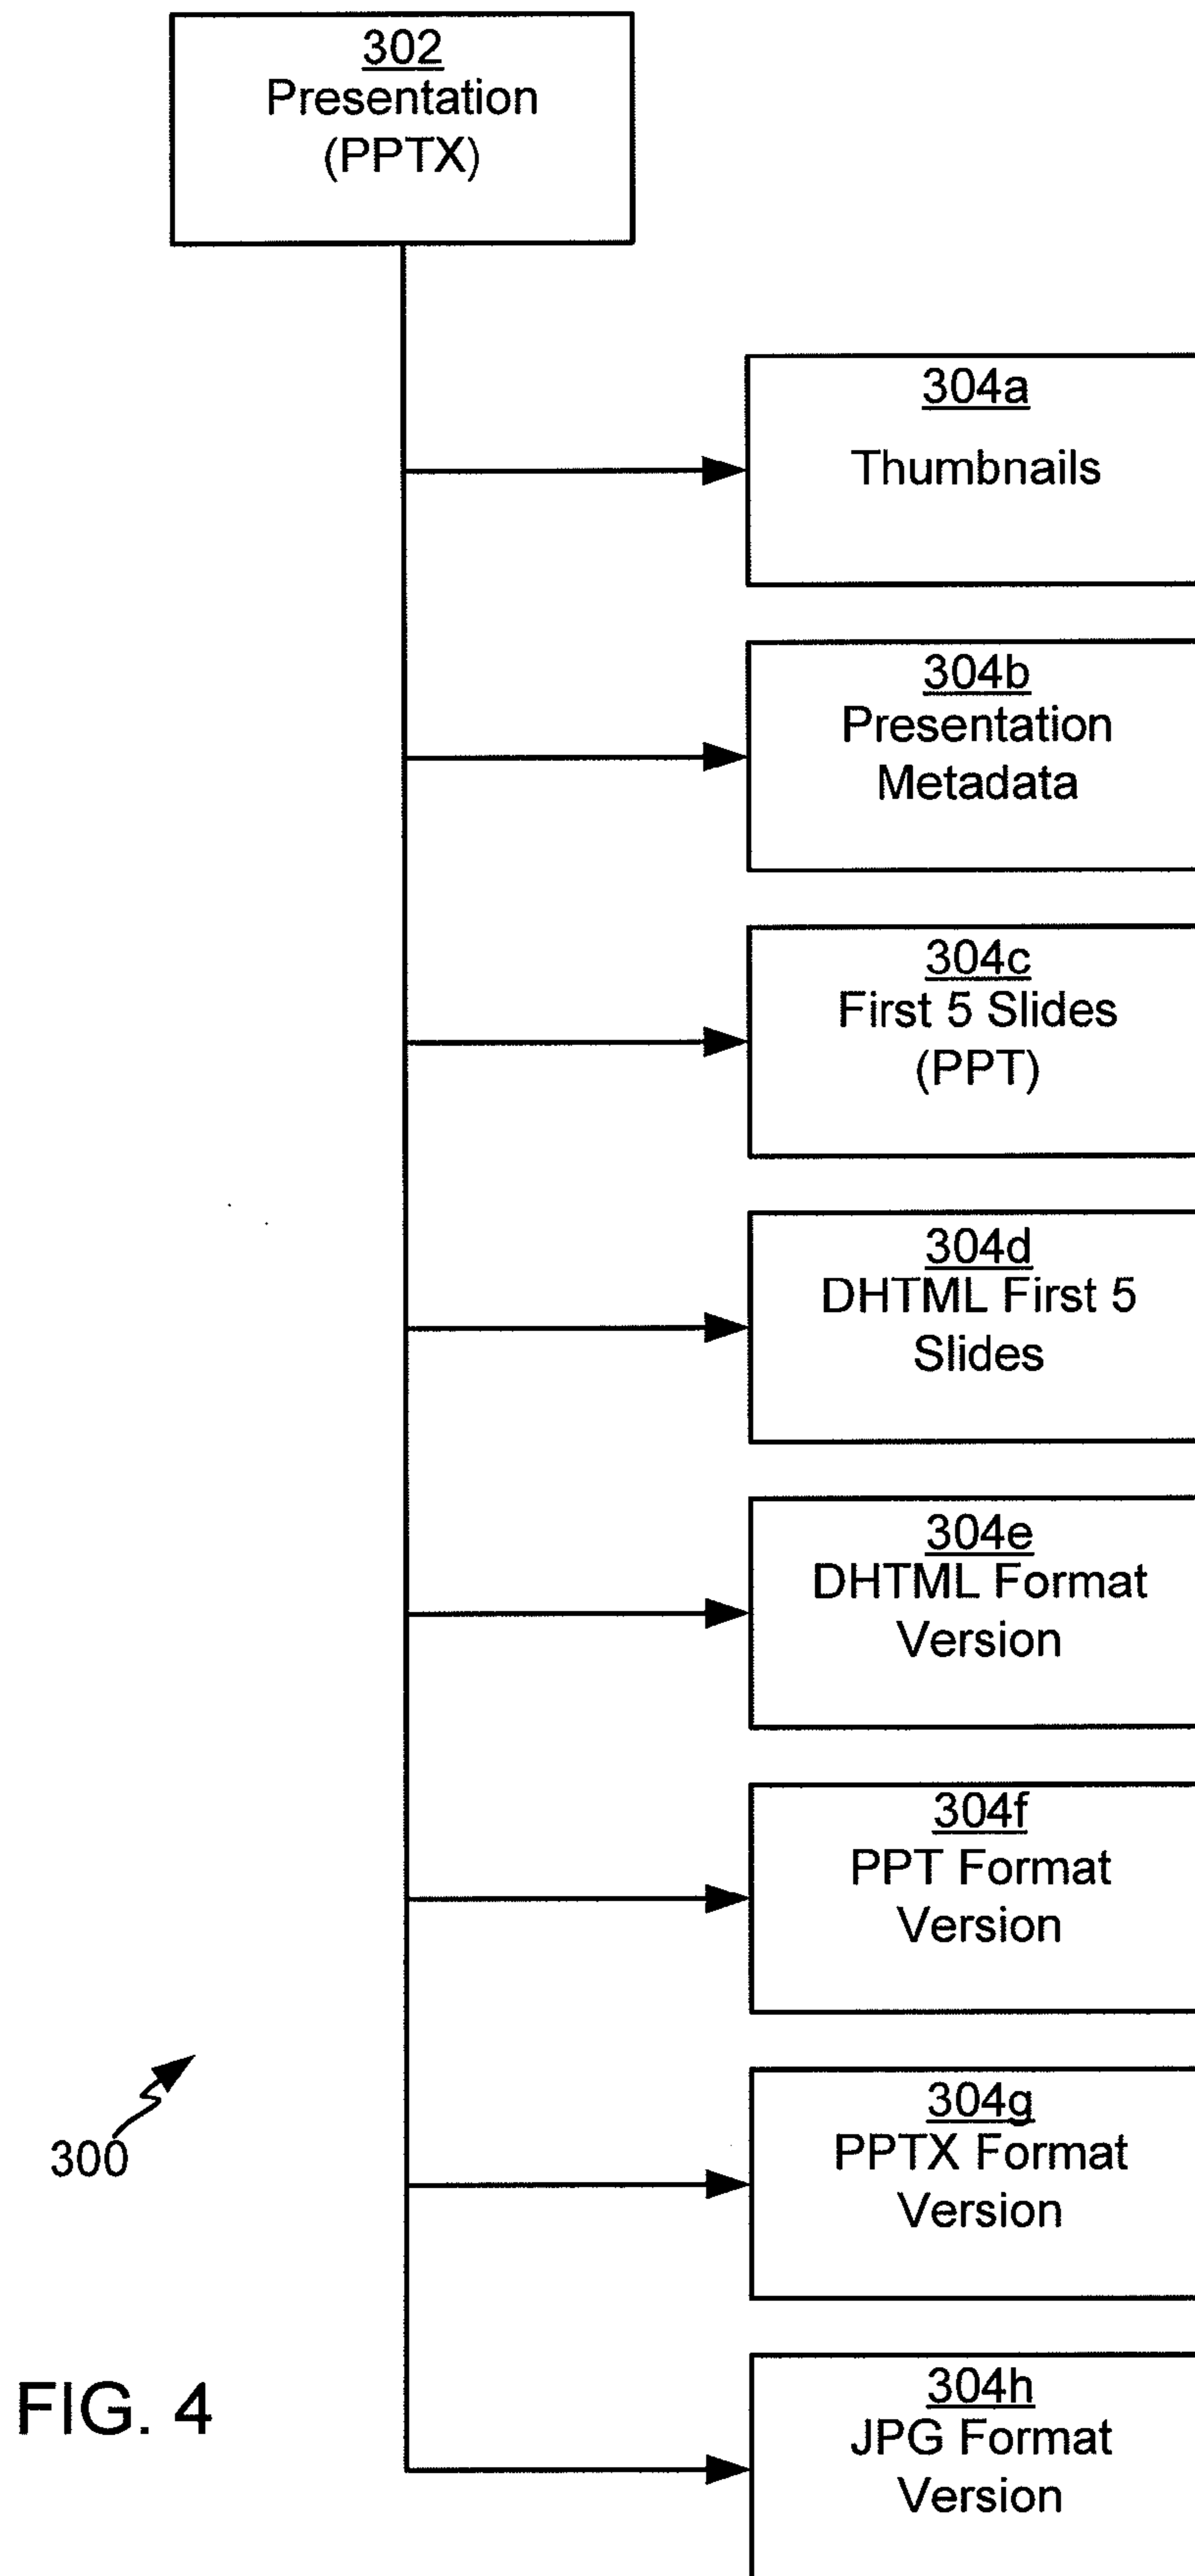 302
Presentation
(PPTX)
304a
Thumbnails
304b
Presentation
Metadata
304c
First 5 Slides
(PPT)
304d
DHTML First 5
Slides
304e
DHTML Format
Version
304f
PPT Format
Version
304g
PPTX Format
Version
300
304h
JPG Format
Version
FIG. 4